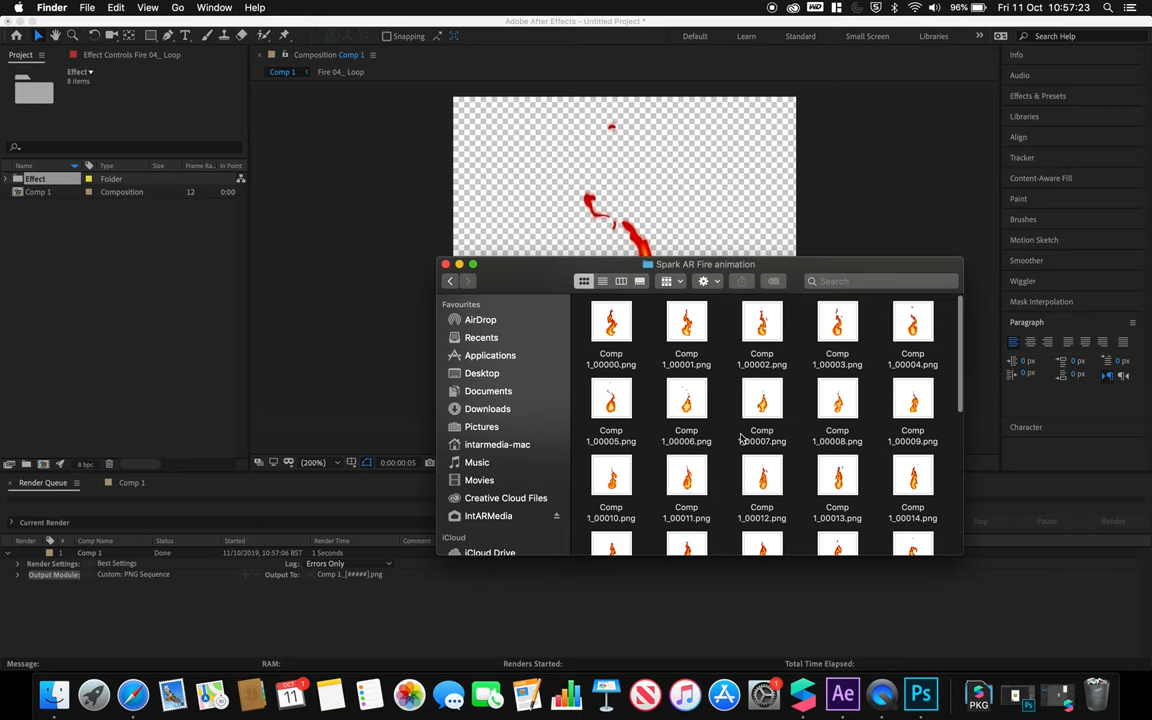 Finder File Edit View Go Window Help
96% Fri 11 Oct 10:57:23
Adobe After Effects - Untitled Project *
Snapping
Default Learn Standard Small Screen Libraries Search Help
Project Effect Controls Fire 04_ Loop
Composition Comp 1
Info
Effect
8 items
Comp 1 Fire 04_ Loop
Audio
Effects & Presets
Libraries
Align
Tracker
Name Type Size Frame Ra.. In Point
Effect Folder
Comp 1 Composition 12 0:00
Content-Aware Fill
Paint
Brushes
Motion Sketch
Smoother
Wiggler
Mask Interpolation
Paragraph
0 px 0 px 0 px
0 px 0 px
Character
Spark AR Fire animation
Search
Favourites
AirDrop
Recents
Applications
Desktop
Documents
Downloads
Pictures
intarmedia-mac
Music
Movies
Creative Cloud Files
IntARMedia
iCloud
iCloud Drive
Comp 1_00000.png
Comp 1_00001.png
Comp 1_00002.png
Comp 1_00003.png
Comp 1_00004.png
Comp 1_00005.png
Comp 1_00006.png
Comp 1_00007.png
Comp 1_00008.png
Comp 1_00009.png
Comp 1_00010.png
Comp 1_00011.png
Comp 1_00012.png
Comp 1_00013.png
Comp 1_00014.png
8 bpc
(200%) 0:00:00:05
Render Queue Comp 1
Current Render
Stop Pause Render
Render # Comp Name Status Started Render Time Comment
1 Comp 1 Done 11/10/2019, 10:57:06 BST 1 Seconds
Render Settings: Best Settings Log: Errors Only
Output Module: Custom: PNG Sequence Output To: Comp 1_[#####].png
Message: RAM: Renders Started: Total Time Elapsed:
OCT
11
Ae
Ps
PKG